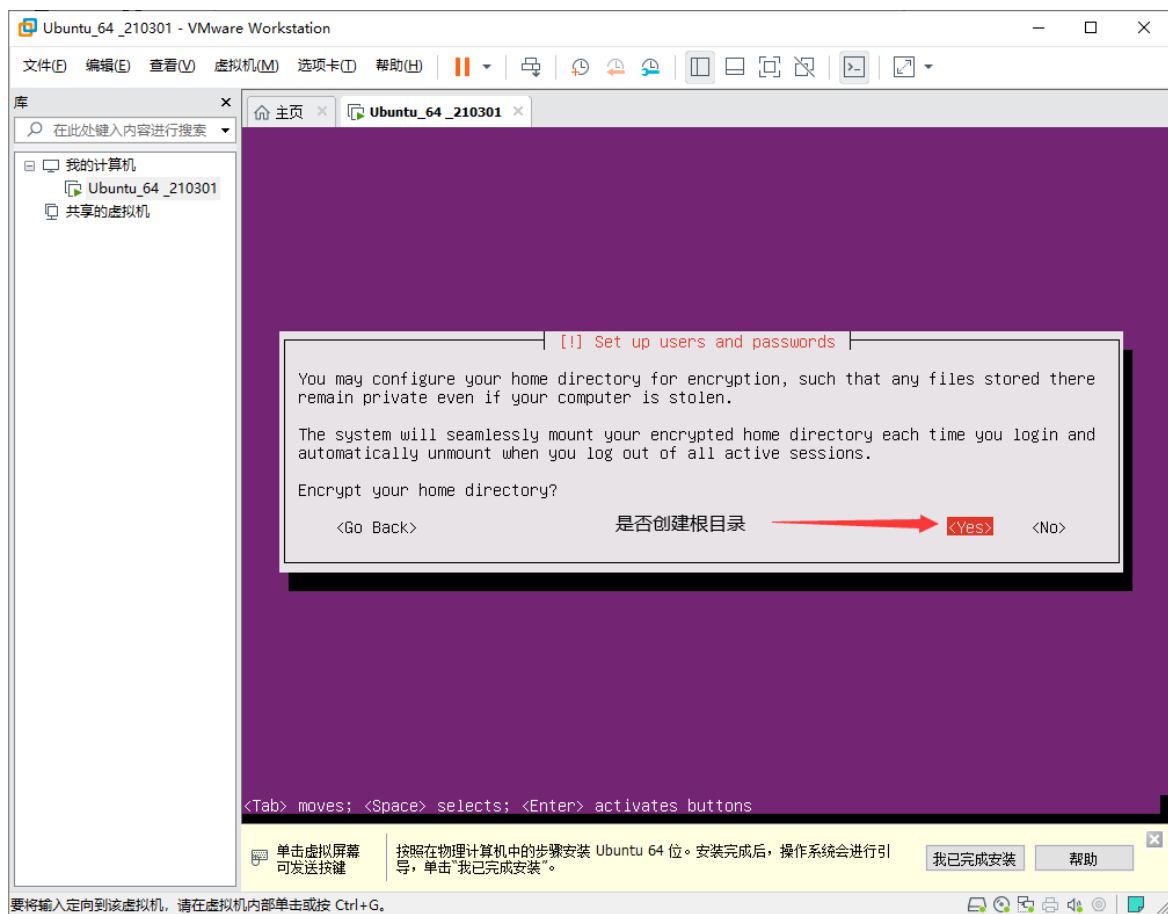 Ubuntu_64 _210301 - VMware Workstation
文件(F) 编辑(E) 查看(V) 虚拟机(M) 选项卡(T) 帮助(H)
库
主页
Ubuntu_64 _210301
在此处键入内容进行搜索
我的计算机
Ubuntu_64 _210301
共享的虚拟机
[!] Set up users and passwords
You may configure your home directory for encryption, such that any files stored there
remain private even if your computer is stolen.
The system will seamlessly mount your encrypted home directory each time you login and
automatically unmount when you log out of all active sessions.
Encrypt your home directory?
<Go Back> 是否创建根目录 <Yes> <No>
<Tab> moves; <Space> selects; <Enter> activates buttons
单击虚拟屏幕
可发送按键
按照在物理计算机中的步骤安装 Ubuntu 64 位。安装完成后，操作系统会进行引
导，单击“我已完成安装”。
我已完成安装 帮助
要将输入定向到该虚拟机，请在虚拟机内部单击或按 Ctrl+G。